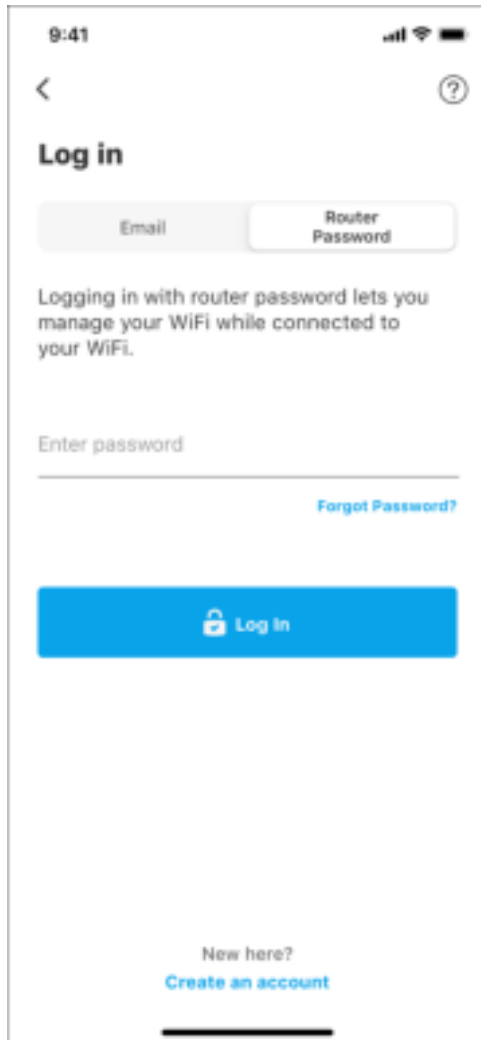 9:41
Log in
Email
Router
Password
Logging in with router password lets you
manage your WiFi while connected to
your WiFi.
Enter password
Forgot Password?
Log In
New here?
Create an account